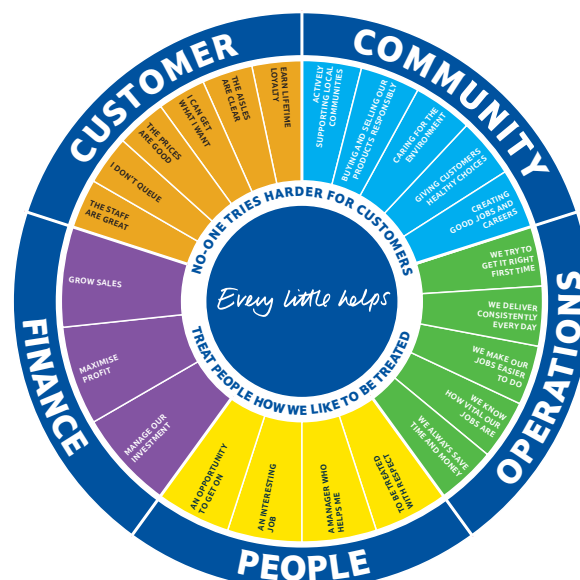 CUSTOMER
EARN LIFETIME
LOYALTY
THE AISLES
ARE CLEAR
I CAN GET
WHAT I WANT
THE PRICES
ARE GOOD
I DON'T QUEUE
THE STAFF
ARE GREAT
COMMUNITY
ACTIVELY
SUPPORTING LOCAL
COMMUNITIES
BUYING AND SELLING OUR
PRODUCTS RESPONSIBLY
CARING FOR THE
ENVIRONMENT
GIVING CUSTOMERS
HEALTHY CHOICES
CREATING
GOOD JOBS AND
CAREERS
OPERATIONS
WE TRY TO
GET IT RIGHT
FIRST TIME
WE DELIVER
CONSISTENTLY
EVERY DAY
WE MAKE OUR
JOBS EASIER
TO DO
WE KNOW
HOW VITAL OUR
JOBS ARE
WE ALWAYS SAVE
TIME AND MONEY
PEOPLE
TO BE TREATED
WITH RESPECT
A MANAGER WHO
HELPS ME
AN INTERESTING
JOB
AN OPPORTUNITY
TO GET ON
FINANCE
MANAGE OUR
INVESTMENT
MAXIMISE
PROFIT
GROW SALES
NO-ONE TRIES HARDER FOR CUSTOMERS
Every little helps
TREAT PEOPLE HOW WE LIKE TO BE TREATED